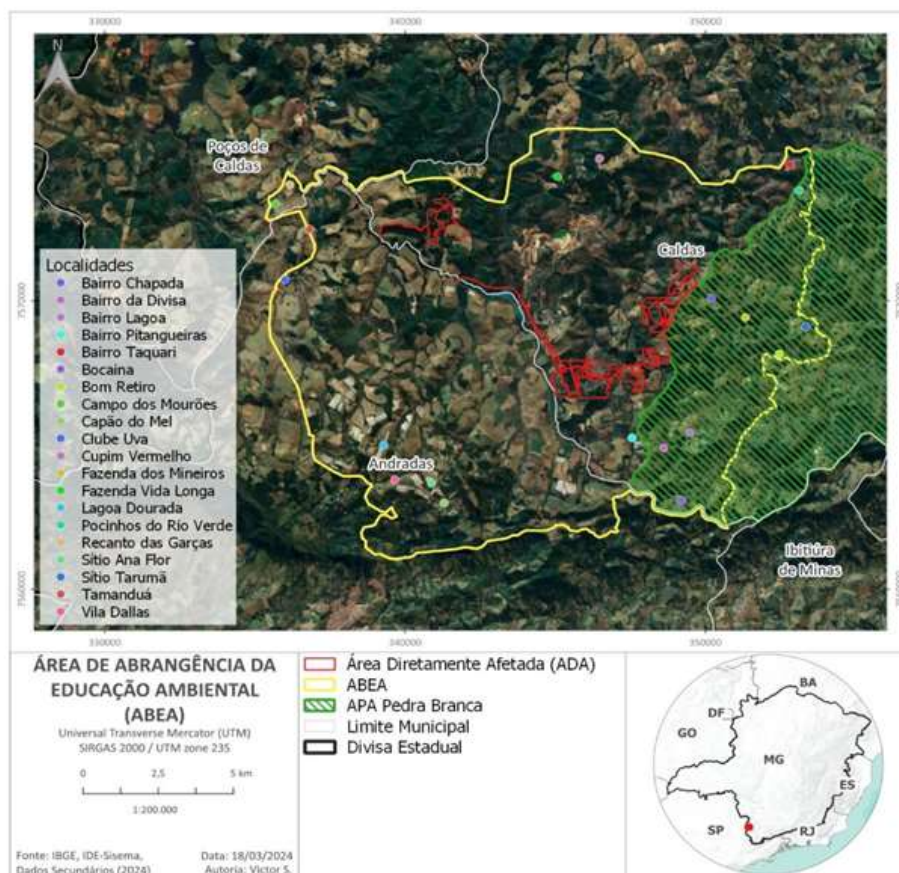 330000
340000
350000
N
Poços de
Caldas
Caldas
Andradas
Ibitiúra
de Minas
7570000
7560000
Localidades
Bairro Chapada
Bairro da Divisa
Bairro Lagoa
Bairro Pitangueiras
Bairro Taquari
Bocaina
Bom Retiro
Campo dos Mourões
Capão do Mel
Clube Uva
Cupim Vermelho
Fazenda dos Mineiros
Fazenda Vida Longa
Lagoa Dourada
Pocinhos do Rio Verde
Recanto das Garças
Sítio Ana Flor
Sítio Tarumã
Tamanduá
Vila Dallas
330000
340000
350000
ÁREA DE ABRANGÊNCIA DA
EDUCAÇÃO AMBIENTAL
(ABEA)
Universal Transverse Mercator (UTM)
SIRGAS 2000 / UTM zone 23S
0 2,5 5 km
1:200.000
Fonte: IBGE, IDE-Sisema,
Dados Secundários (2024)
Data: 18/03/2024
Autoria: Victor S.
Área Diretamente Afetada (ADA)
ABEA
APA Pedra Branca
Limite Municipal
Divisa Estadual
BA
DF
GO
MG
ES
SP
RJ